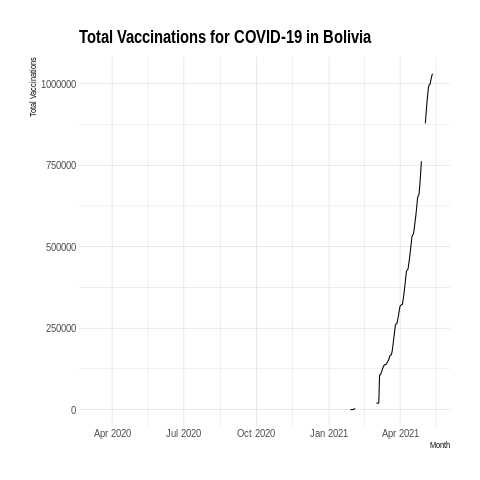 Total Vaccinations for COVID-19 in Bolivia
Total Vaccinations
1000000
750000
500000
250000
0
Apr 2020 Jul 2020 Oct 2020 Jan 2021 Apr 2021
Month